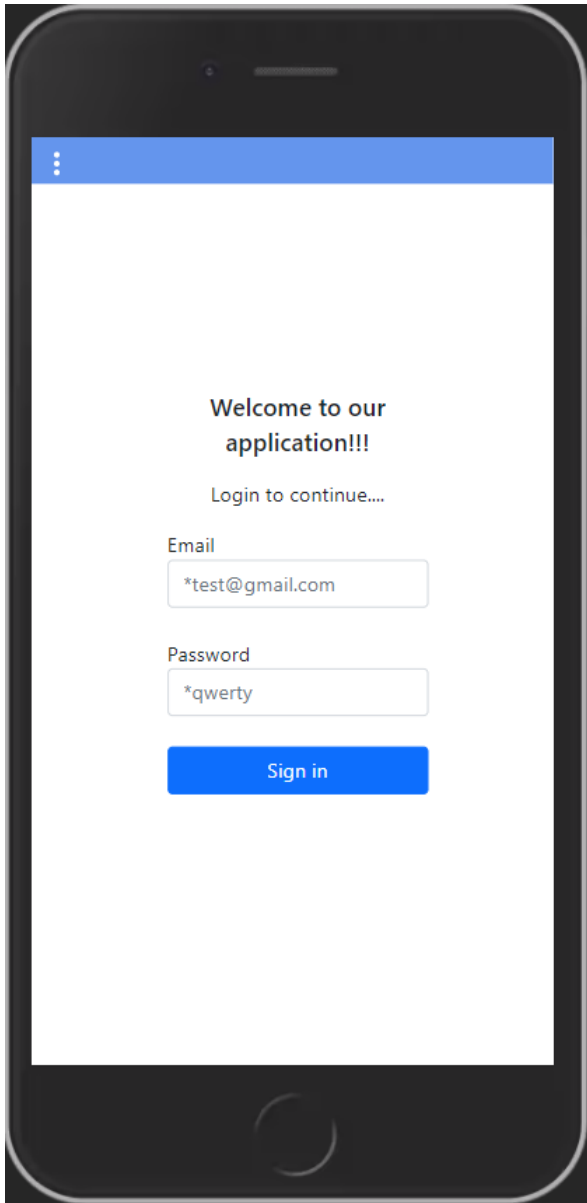 Welcome to our
application!!!
Login to continue....
Email
*test@gmail.com
Password
*qwerty
Sign in